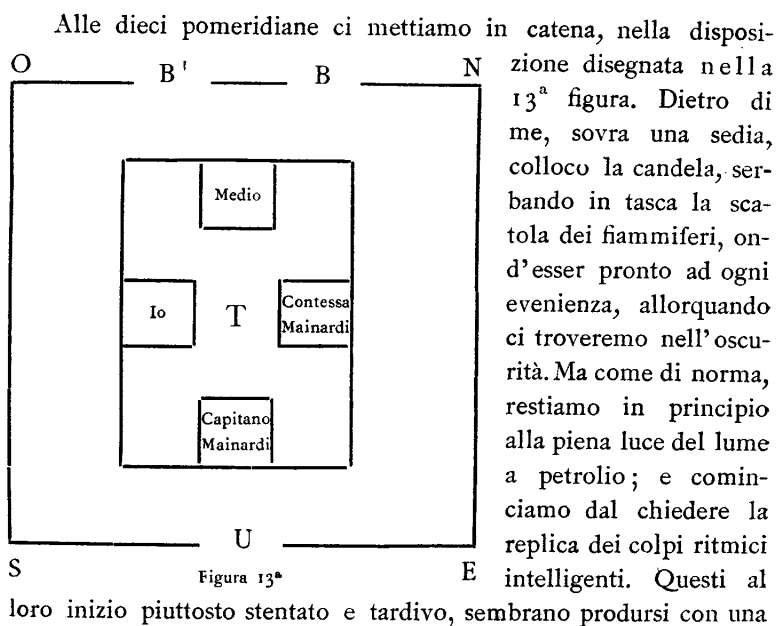 Alle dieci pomeridiane ci mettiamo in catena, nella disposi-
zione disegnata nella
13ª figura. Dietro di
me, sovra una sedia,
colloco la candela, ser-
bando in tasca la sca-
tola dei fiammiferi, on-
d'esser pronto ad ogni
evenienza, allorquando
ci troveremo nell'oscu-
rità. Ma come di norma,
restiamo in principio
alla piena luce del lume
a petrolio; e comin-
ciamo dal chiedere la
replica dei colpi ritmici
intelligenti. Questi al
O B' B N
Medio
Io T Contessa
Mainardi
Capitano
Mainardi
U
S E
Figura 13ª
loro inizio piuttosto stentato e tardivo, sembrano prodursi con una